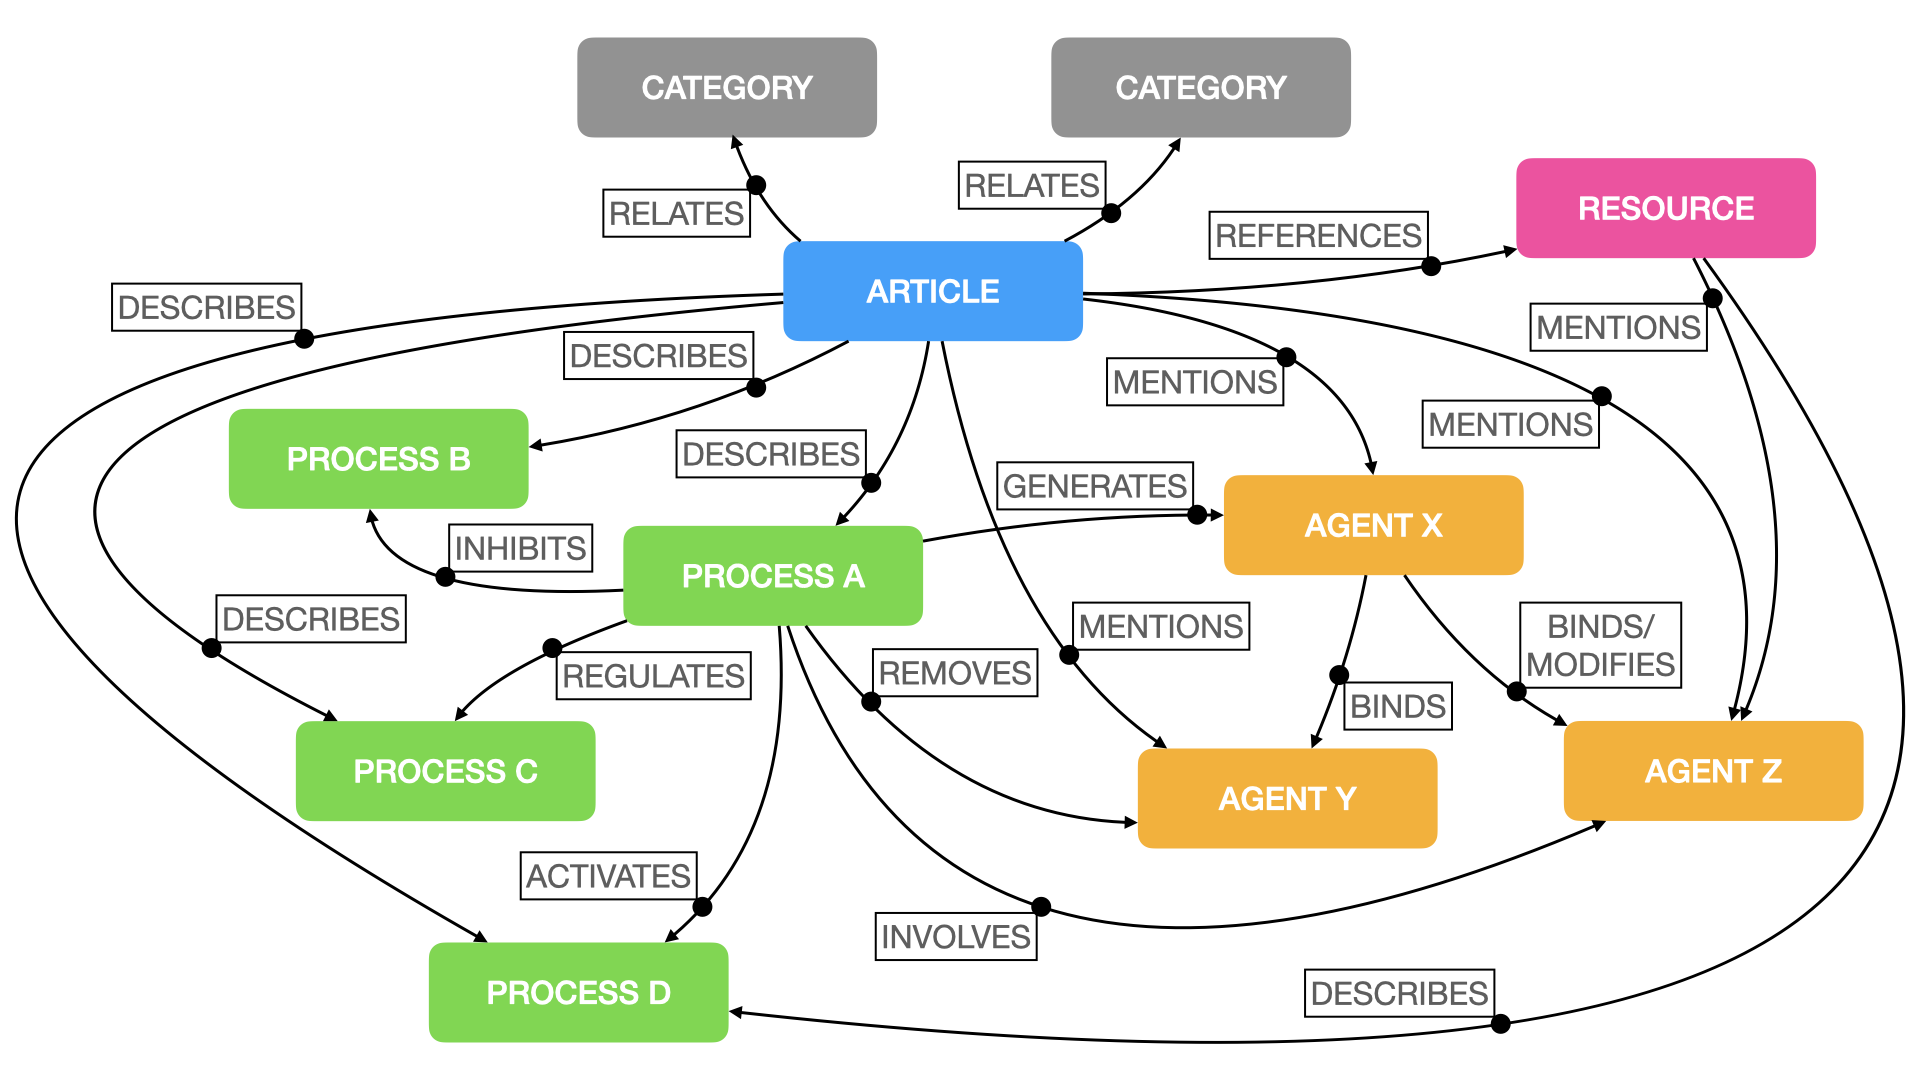 CATEGORY
CATEGORY
RELATES
RELATES
RESOURCE
REFERENCES
ARTICLE
DESCRIBES
MENTIONS
DESCRIBES
MENTIONS
MENTIONS
PROCESS B
DESCRIBES
GENERATES
AGENT X
INHIBITS
PROCESS A
DESCRIBES
MENTIONS
BINDS/
MODIFIES
REGULATES
REMOVES
BINDS
PROCESS C
AGENT Y
AGENT Z
ACTIVATES
INVOLVES
PROCESS D
DESCRIBES